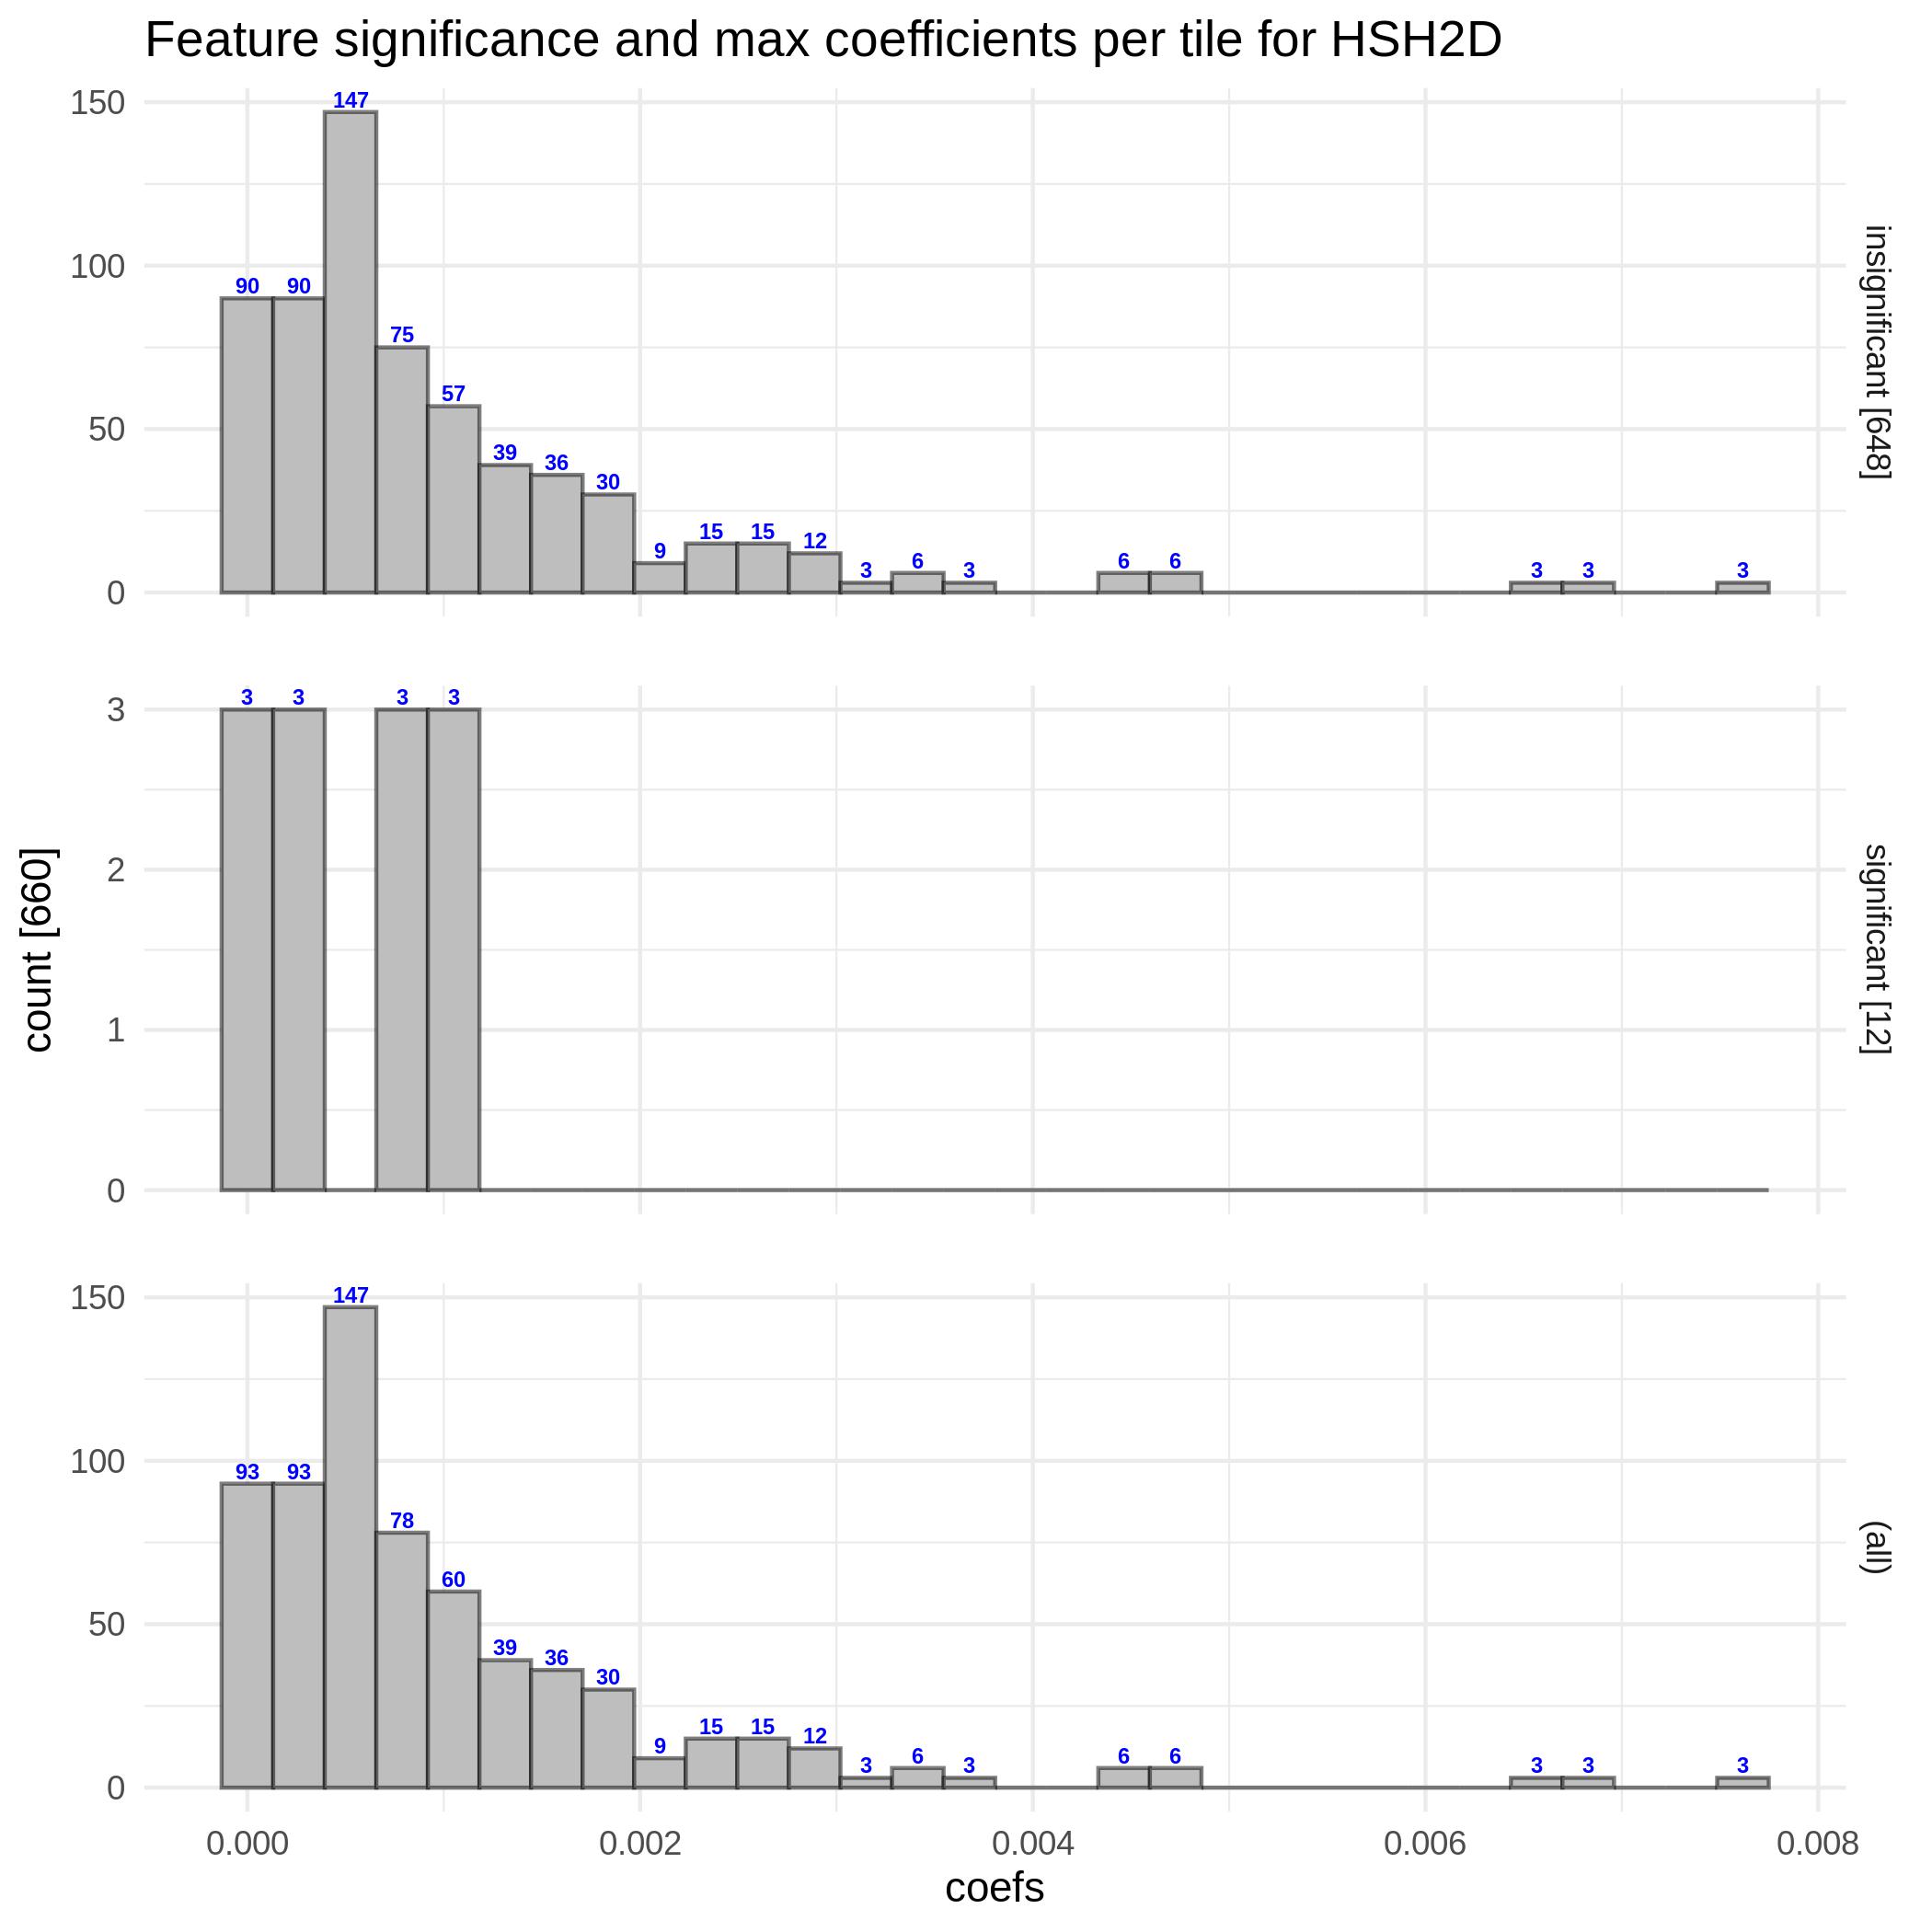 Feature significance and max coefficients per tile for HSH2D
150
100
50
0
147
90 90
75
57
39 36 30
9 15 15 12 3 6 3 6 6 3 3 3
insignificant [648]
3
2
1
0
3 3 3 3
significant [12]
count [660]
150
100
50
0
147
93 93
78
60
39 36 30
9 15 15 12 3 6 3 6 6 3 3 3
(all)
0.000 0.002 0.004 0.006 0.008
coefs